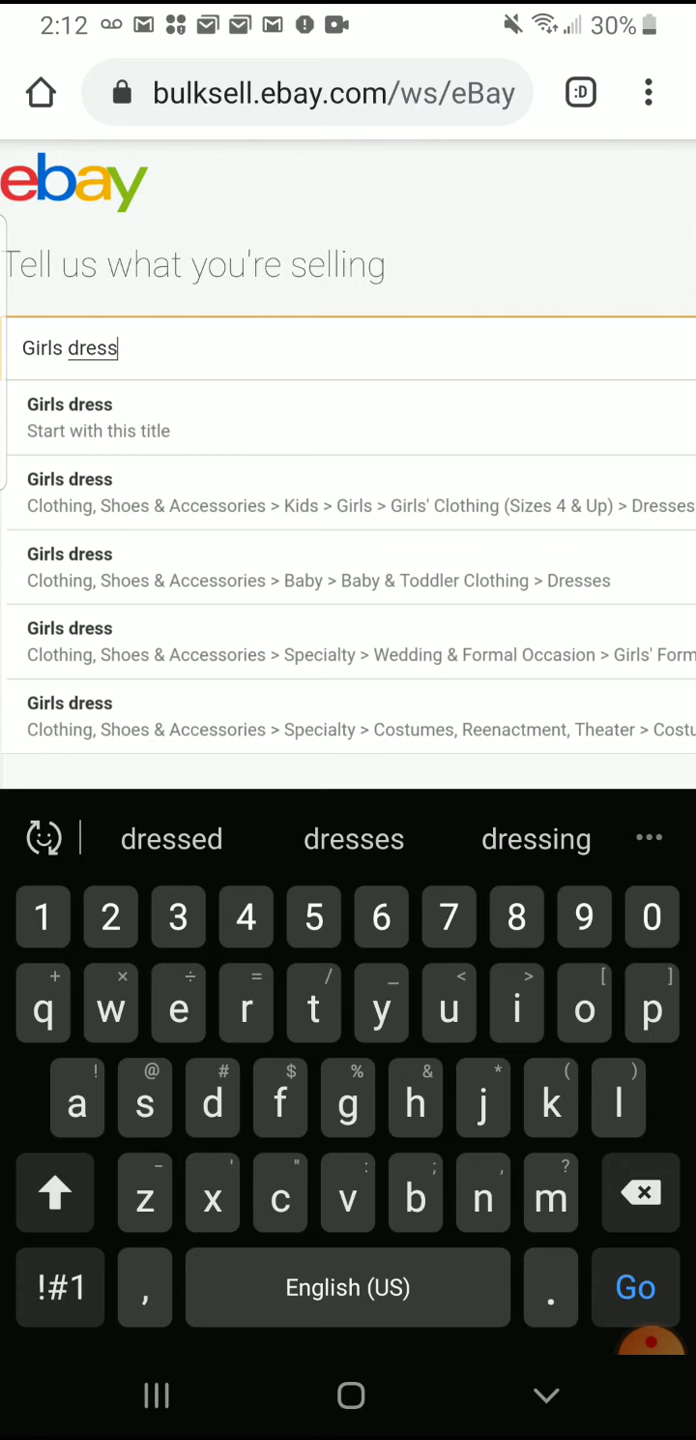 2:12 30%
bulksell.ebay.com/ws/eBay :D
ebay
Tell us what you're selling
Girls dress
Girls dress
Start with this title
Girls dress
Clothing, Shoes & Accessories > Kids > Girls > Girls' Clothing (Sizes 4 & Up) > Dresses
Girls dress
Clothing, Shoes & Accessories > Baby > Baby & Toddler Clothing > Dresses
Girls dress
Clothing, Shoes & Accessories > Specialty > Wedding & Formal Occasion > Girls' Form
Girls dress
Clothing, Shoes & Accessories > Specialty > Costumes, Reenactment, Theater > Costu
dressed dresses dressing •••
1 2 3 4 5 6 7 8 9 0
+ × ÷ = / _ < > [ ]
q w e r t y u i o p
! @ # $ % & * ( )
a s d f g h j k l
- ' " : ; , ?
z x c v b n m
!#1 , English (US) . Go